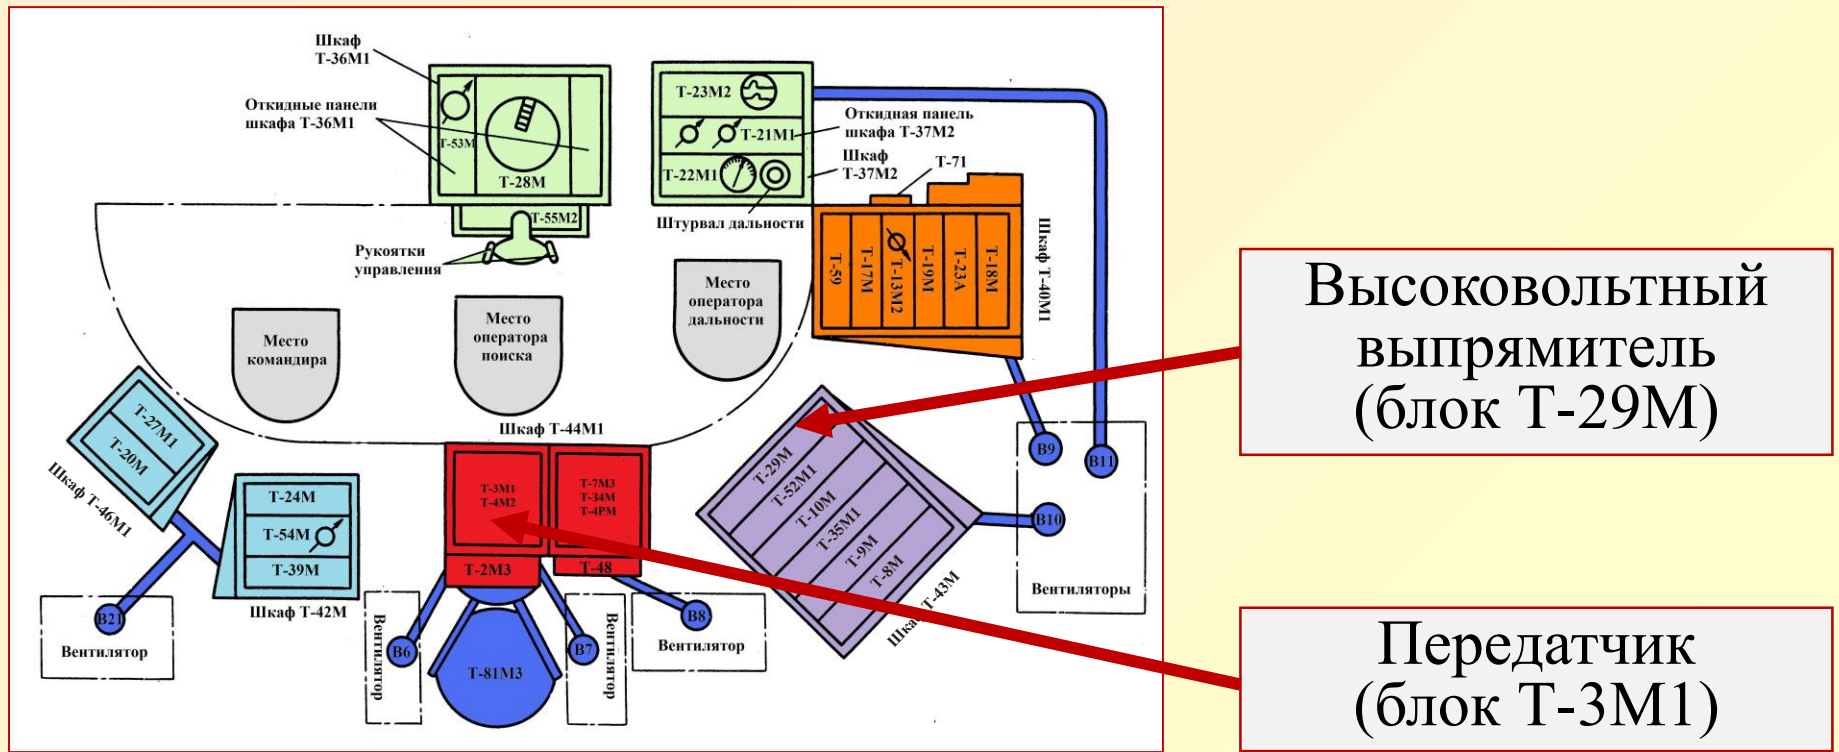 Шкаф
Т-36М1
Откидные панели
шкафа Т-36М1
Т-53М
Т-28М
Т-55М2
Рукоятки
управления
Т-23М2
Т-21М1
Т-22М1
Откидная панель
шкафа Т-37М2
Шкаф
Т-37М2
Т-71
Штурвал дальности
Т-59
Т-17М
Т-13М2
Т-19М
Т-23А
Т-18М
Шкаф Т-40М1
Место
командира
Место
оператора
поиска
Место
оператора
дальности
Т-27М1
Т-20М
Шкаф Т-46М1
Т-24М
Т-54М
Т-39М
Шкаф Т-42М
Шкаф Т-44М1
Т-3М1
Т-4М2
Т-7М3
Т-34М
Т-4РМ
Т-2М3
Т-48
Т-29М
Т-52М1
Т-10М
Т-35М1
Т-9М
Т-8М
Шкаф Т-43М
В9
В11
В10
Вентиляторы
В21
Вентилятор
В6
Вентилятор
Т-81М3
В7
Вентилятор
В8
Вентилятор
Высоковольтный
выпрямитель
(блок Т-29М)
Передатчик
(блок Т-3М1)